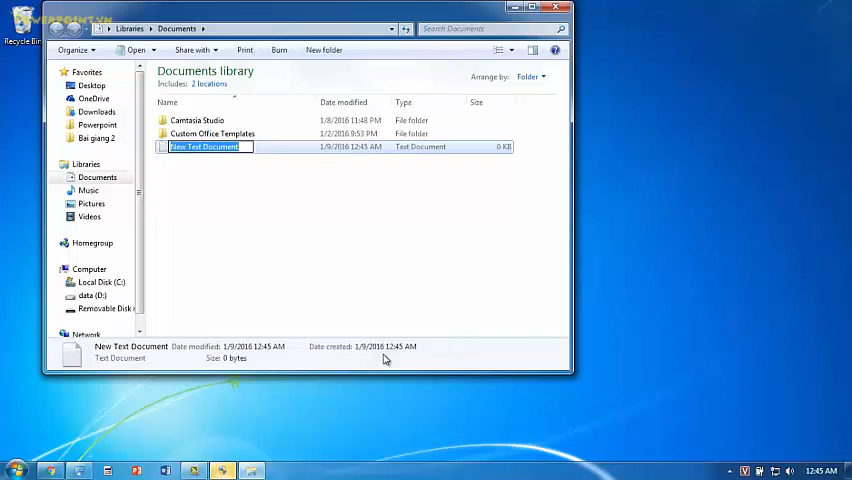 POWERPOINT.VN
Recycle Bin
Libraries
Documents
Search Documents
Organize
Open
Share with
Print
Burn
New folder
Favorites
Desktop
OneDrive
Downloads
Powerpoint
Bai giang 2
Libraries
Documents
Music
Pictures
Videos
Homegroup
Computer
Local Disk (C:)
data (D:)
Removable Disk
Network
Documents library
Includes: 2 locations
Arrange by: Folder
Name Date modified Type Size
Camtasia Studio 1/8/2016 11:48 PM File folder
Custom Office Templates 1/2/2016 9:53 PM File folder
New Text Document 1/9/2016 12:45 AM Text Document 0 KB
New Text Document Date modified: 1/9/2016 12:45 AM Date created: 1/9/2016 12:45 AM
Text Document Size: 0 bytes
12:45 AM